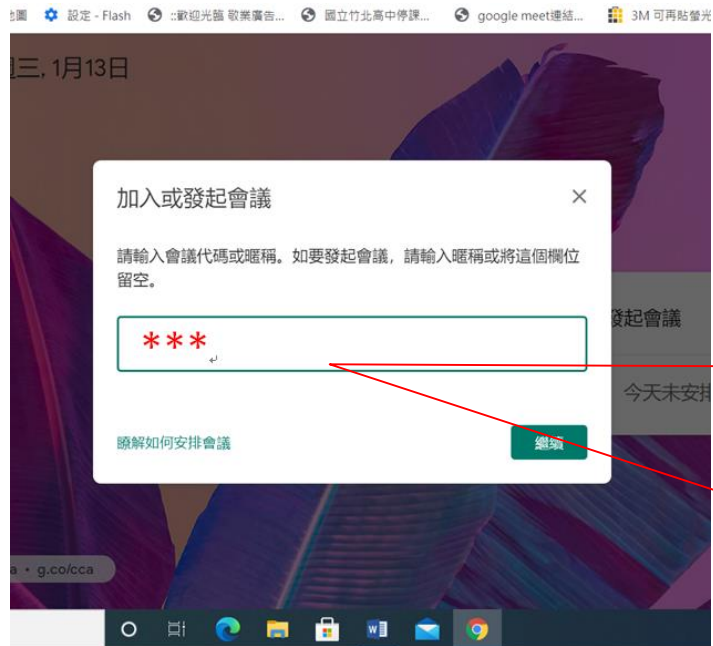 地圖 設定 - Flash ::歡迎光臨 敬業廣告... 國立竹北高中停課... google meet連結... 3M 可再貼螢光
週三, 1月13日
加入或發起會議
請輸入會議代碼或暱稱。如要發起會議，請輸入暱稱或將這個欄位
留空。
***
發起會議
今天未安排
瞭解如何安排會議
繼續
a • g.co/cca